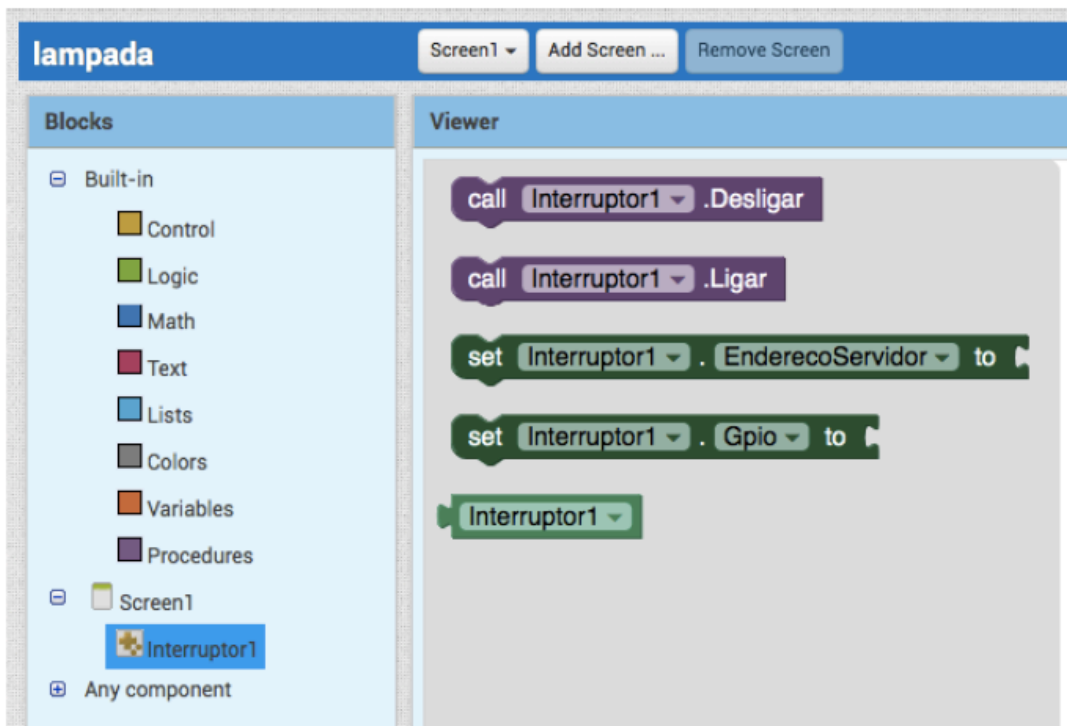 lampada
Screen1 Add Screen ... Remove Screen
Blocks
Built-in
Control
Logic
Math
Text
Lists
Colors
Variables
Procedures
Screen1
Interruptor1
Any component
Viewer
call Interruptor1 .Desligar
call Interruptor1 .Ligar
set Interruptor1 . EnderecoServidor to
set Interruptor1 . Gpio to
Interruptor1